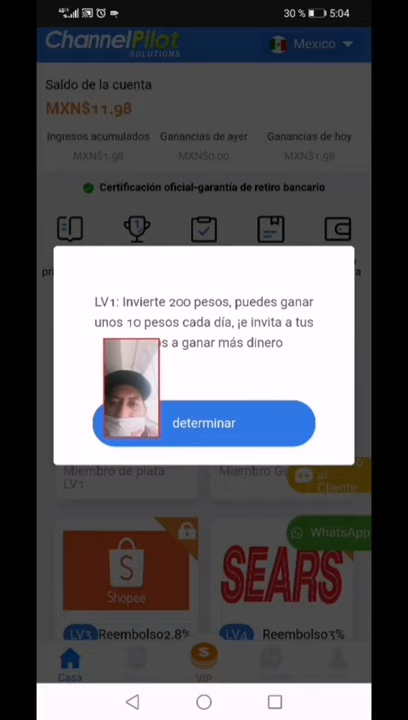 30 % 5:04
ChannelPilot
SOLUTIONS
Mexico
Saldo de la cuenta
MXN$11.98
Ingresos acumulados Ganancias de ayer Ganancias de hoy
MXN$1.98 MXN$0.00 MXN$1.98
Certificación oficial-garantía de retiro bancario
LV1: Invierte 200 pesos, puedes ganar
unos 10 pesos cada día, ¡e invita a tus
a ganar más dinero
determinar
Miembro de plata
LV1
Miembro
al
Cliente
WhatsApp
Shopee
SEARS
LV3 Reembolso2.8%
LV4 Reembolso3%
Casa
VIP